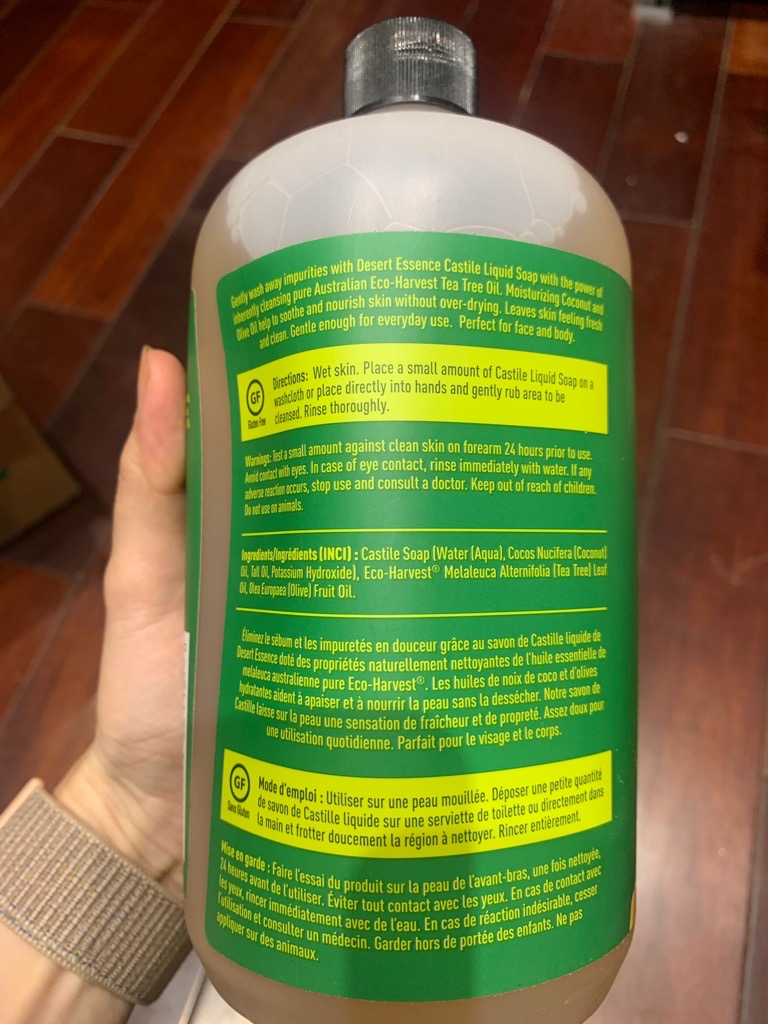 Gently wash away impurities with Desert Essence Castile Liquid Soap with the power of
inherently cleansing pure Australian Eco-Harvest Tea Tree Oil. Moisturizing Coconut and
Olive Oil help to soothe and nourish skin without over-drying. Leaves skin feeling fresh
and clean. Gentle enough for everyday use. Perfect for face and body.
GF
Gluten Free
Directions: Wet skin. Place a small amount of Castile Liquid Soap on a
washcloth or place directly into hands and gently rub area to be
cleansed. Rinse thoroughly.
Warnings: Test a small amount against clean skin on forearm 24 hours prior to use.
Avoid contact with eyes. In case of eye contact, rinse immediately with water. If any
adverse reaction occurs, stop use and consult a doctor. Keep out of reach of children.
Do not use on animals.
Ingredients/Ingrédients (INCI) : Castile Soap (Water (Aqua), Cocos Nucifera (Coconut)
Oil, Tall Oil, Potassium Hydroxide), Eco-Harvest® Melaleuca Alternifolia (Tea Tree) Leaf
Oil, Olea Europaea (Olive) Fruit Oil.
Éliminez le sébum et les impuretés en douceur grâce au savon de Castille liquide de
Desert Essence doté des propriétés naturellement nettoyantes de l'huile essentielle de
melaleuca australienne pure Eco-Harvest®. Les huiles de noix de coco et d'olives
hydratantes aident à apaiser et à nourrir la peau sans la dessécher. Notre savon de
Castille laisse sur la peau une sensation de fraîcheur et de propreté. Assez doux pour
une utilisation quotidienne. Parfait pour le visage et le corps.
GF
Sans Gluten
Mode d'emploi : Utiliser sur une peau mouillée. Déposer une petite quantité
de savon de Castille liquide sur une serviette de toilette ou directement dans
la main et frotter doucement la région à nettoyer. Rincer entièrement.
Mise en garde : Faire l'essai du produit sur la peau de l'avant-bras, une fois nettoyée,
24 heures avant de l'utiliser. Éviter tout contact avec les yeux. En cas de contact avec
les yeux, rincer immédiatement avec de l'eau. En cas de réaction indésirable, cesser
l'utilisation et consulter un médecin. Garder hors de portée des enfants. Ne pas
appliquer sur des animaux.